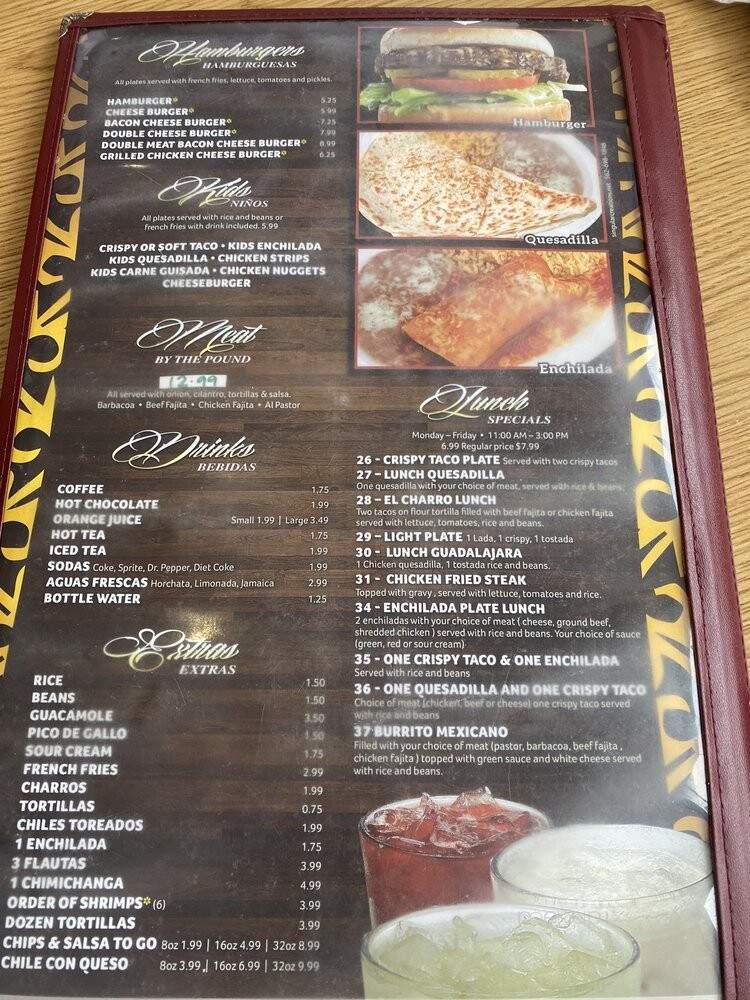 Hamburgers
HAMBURGUESAS
All plates served with french fries, lettuce, tomatoes and pickles.
HAMBURGER* 5.25
CHEESE BURGER* 5.99
BACON CHEESE BURGER* 7.25
DOUBLE CHEESE BURGER* 7.99
DOUBLE MEAT BACON CHEESE BURGER* 8.99
GRILLED CHICKEN CHEESE BURGER* 6.25
Kids
NIÑOS
All plates served with rice and beans or
french fries with drink included. 5.99
CRISPY OR SOFT TACO • KIDS ENCHILADA
KIDS QUESADILLA • CHICKEN STRIPS
KIDS CARNE GUISADA • CHICKEN NUGGETS
CHEESEBURGER
Meat
BY THE POUND
12.99
All served with onion, cilantro, tortillas & salsa.
Barbacoa • Beef Fajita • Chicken Fajita • Al Pastor
Drinks
BEBIDAS
COFFEE 1.75
HOT CHOCOLATE 1.99
ORANGE JUICE Small 1.99 | Large 3.49
HOT TEA 1.75
ICED TEA 1.99
SODAS Coke, Sprite, Dr. Pepper, Diet Coke 1.99
AGUAS FRESCAS Horchata, Limonada, Jamaica 2.99
BOTTLE WATER 1.25
Extras
EXTRAS
RICE 1.50
BEANS 1.50
GUACAMOLE 3.50
PICO DE GALLO 1.50
SOUR CREAM 1.75
FRENCH FRIES 2.99
CHARROS 1.99
TORTILLAS 0.75
CHILES TOREADOS 1.99
1 ENCHILADA 1.75
3 FLAUTAS 3.99
1 CHIMICHANGA 4.99
ORDER OF SHRIMPS* (6) 3.99
DOZEN TORTILLAS 3.99
CHIPS & SALSA TO GO 8oz 1.99 | 16oz 4.99 | 32oz 8.99
CHILE CON QUESO 8oz 3.99 | 16oz 6.99 | 32oz 9.99
Hamburger
Quesadilla
Enchilada
Lunch
SPECIALS
Monday – Friday • 11:00 AM – 3:00 PM
6.99 Regular price $7.99
26 - CRISPY TACO PLATE Served with two crispy tacos
27 - LUNCH QUESADILLA
One quesadilla with your choice of meat, served with rice & beans
28 - EL CHARRO LUNCH
Two tacos on flour tortilla filled with beef fajita or chicken fajita
served with lettuce, tomatoes, rice and beans.
29 - LIGHT PLATE 1 Lada, 1 crispy, 1 tostada
30 - LUNCH GUADALAJARA
1 Chicken quesadilla, 1 tostada rice and beans.
31 - CHICKEN FRIED STEAK
Topped with gravy, served with lettuce, tomatoes and rice.
34 - ENCHILADA PLATE LUNCH
2 enchiladas with your choice of meat ( cheese, ground beef,
shredded chicken ) served with rice and beans. Your choice of sauce
(green, red or sour cream)
35 - ONE CRISPY TACO & ONE ENCHILADA
Served with rice and beans
36 - ONE QUESADILLA AND ONE CRISPY TACO
Choice of meat (chicken, beef or cheese) one crispy taco served
with rice and beans
37 BURRITO MEXICANO
Filled with your choice of meat (pastor, barbacoa, beef fajita ,
chicken fajita ) topped with green sauce and white cheese served
with rice and beans.